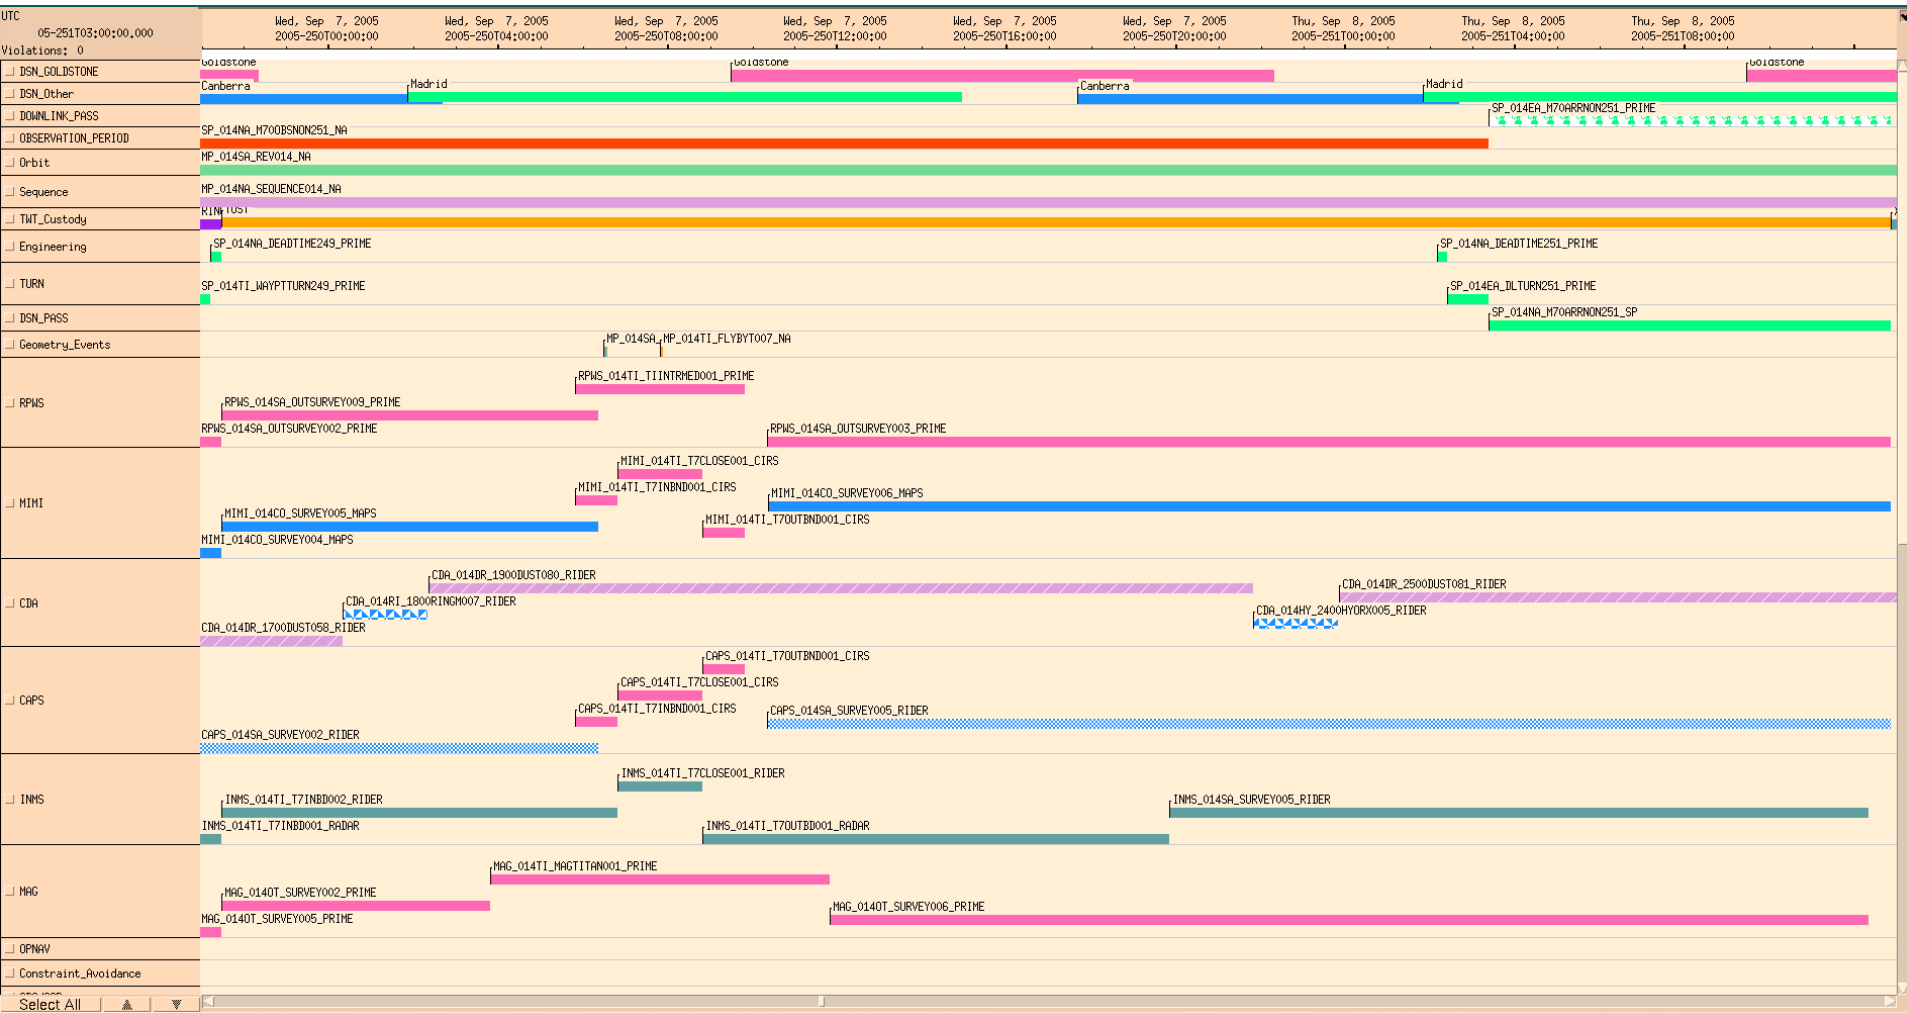 UTC
05-251T03:00:00.000
Violations: 0
Wed, Sep 7, 2005
2005-250T00:00:00
Wed, Sep 7, 2005
2005-250T04:00:00
Wed, Sep 7, 2005
2005-250T08:00:00
Wed, Sep 7, 2005
2005-250T12:00:00
Wed, Sep 7, 2005
2005-250T16:00:00
Wed, Sep 7, 2005
2005-250T20:00:00
Thu, Sep 8, 2005
2005-251T00:00:00
Thu, Sep 8, 2005
2005-251T04:00:00
Thu, Sep 8, 2005
2005-251T08:00:00
DSN_GOLDSTONE
Goldstone
Goldstone
Goldstone
DSN_Other
Canberra
Madrid
Canberra
Madrid
DOWNLINK_PASS
SP_014EA_M70ARRNON251_PRIME
OBSERVATION_PERIOD
SP_014NA_M70OBSNON251_NA
Orbit
MP_014SA_REV014_NA
Sequence
MP_014NA_SEQUENCE014_NA
TWT_Custody
RIN
TOST
Engineering
SP_014NA_DEADTIME249_PRIME
SP_014NA_DEADTIME251_PRIME
TURN
SP_014TI_WAYPTTURN249_PRIME
SP_014EA_DLTURN251_PRIME
DSN_PASS
SP_014NA_M70ARRNON251_SP
Geometry_Events
MP_014SA_
MP_014TI_FLYBYT007_NA
RPWS
RPWS_014TI_TIINTRMED001_PRIME
RPWS_014SA_OUTSURVEY009_PRIME
RPWS_014SA_OUTSURVEY002_PRIME
RPWS_014SA_OUTSURVEY003_PRIME
MIMI
MIMI_014TI_T7CLOSE001_CIRS
MIMI_014TI_T7INBND001_CIRS
MIMI_014CO_SURVEY006_MAPS
MIMI_014CO_SURVEY005_MAPS
MIMI_014TI_T7OUTBND001_CIRS
MIMI_014CO_SURVEY004_MAPS
CDA
CDA_014DR_1900DUST080_RIDER
CDA_014DR_2500DUST081_RIDER
CDA_014RI_1800RINGM007_RIDER
CDA_014HY_2400HYORX005_RIDER
CDA_014DR_1700DUST058_RIDER
CAPS
CAPS_014TI_T7OUTBND001_CIRS
CAPS_014TI_T7CLOSE001_CIRS
CAPS_014TI_T7INBND001_CIRS
CAPS_014SA_SURVEY005_RIDER
CAPS_014SA_SURVEY002_RIDER
INMS
INMS_014TI_T7CLOSE001_RIDER
INMS_014TI_T7INBD002_RIDER
INMS_014SA_SURVEY005_RIDER
INMS_014TI_T7INBD001_RADAR
INMS_014TI_T7OUTBD001_RADAR
MAG
MAG_014TI_MAGTITAN001_PRIME
MAG_014OT_SURVEY002_PRIME
MAG_014OT_SURVEY006_PRIME
MAG_014OT_SURVEY005_PRIME
OPNAV
Constraint_Avoidance
Select All